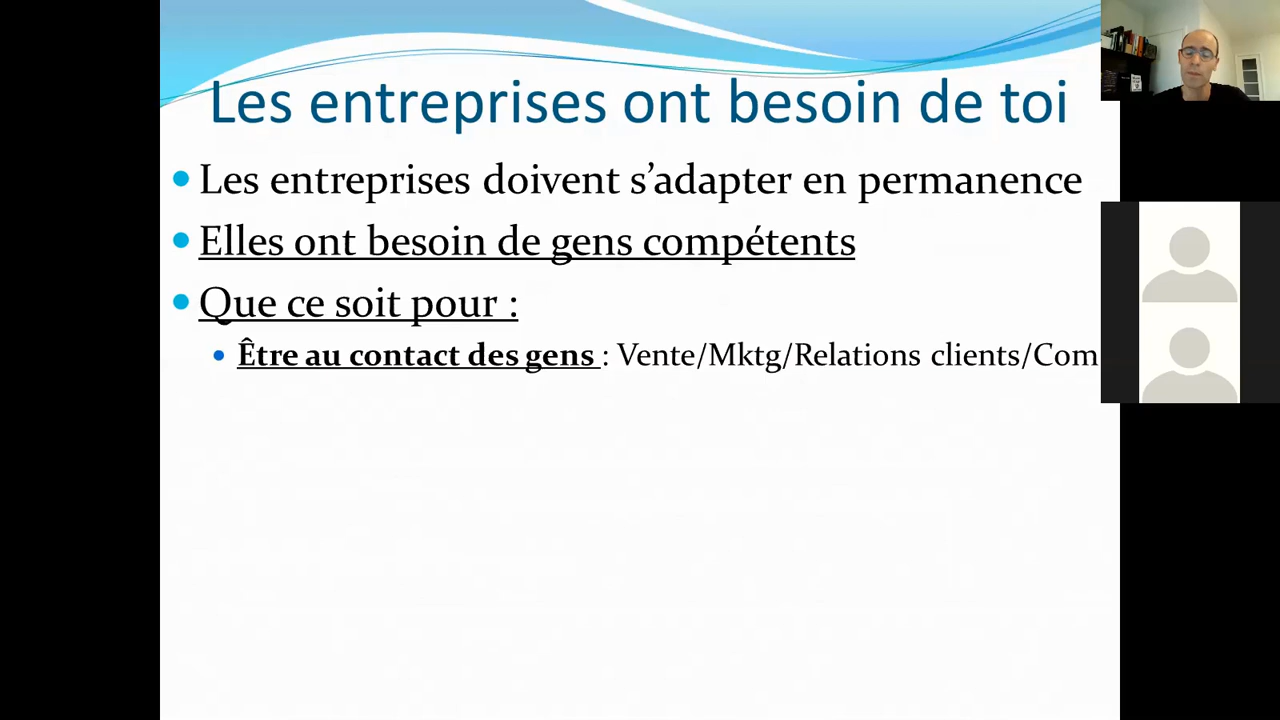 Les entreprises ont besoin de toi
Les entreprises doivent s’adapter en permanence
Elles ont besoin de gens compétents
Que ce soit pour :
Être au contact des gens : Vente/Mktg/Relations clients/Com